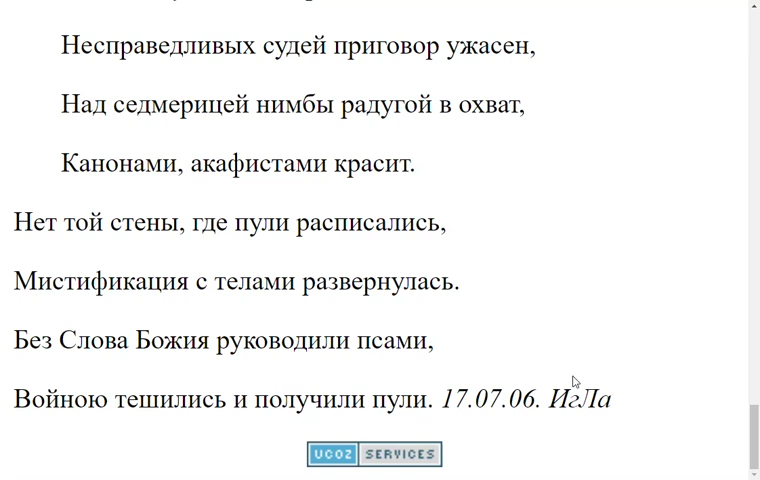 Несправедливых судей приговор ужасен,
Над седмерицей нимбы радугой в охват,
Канонами, акафистами красит.
Нет той стены, где пули расписались,
Мистификация с телами развернулась.
Без Слова Божия руководили псами,
Войною тешились и получили пули. 17.07.06. ИгЛа
UCOZ SERVICES